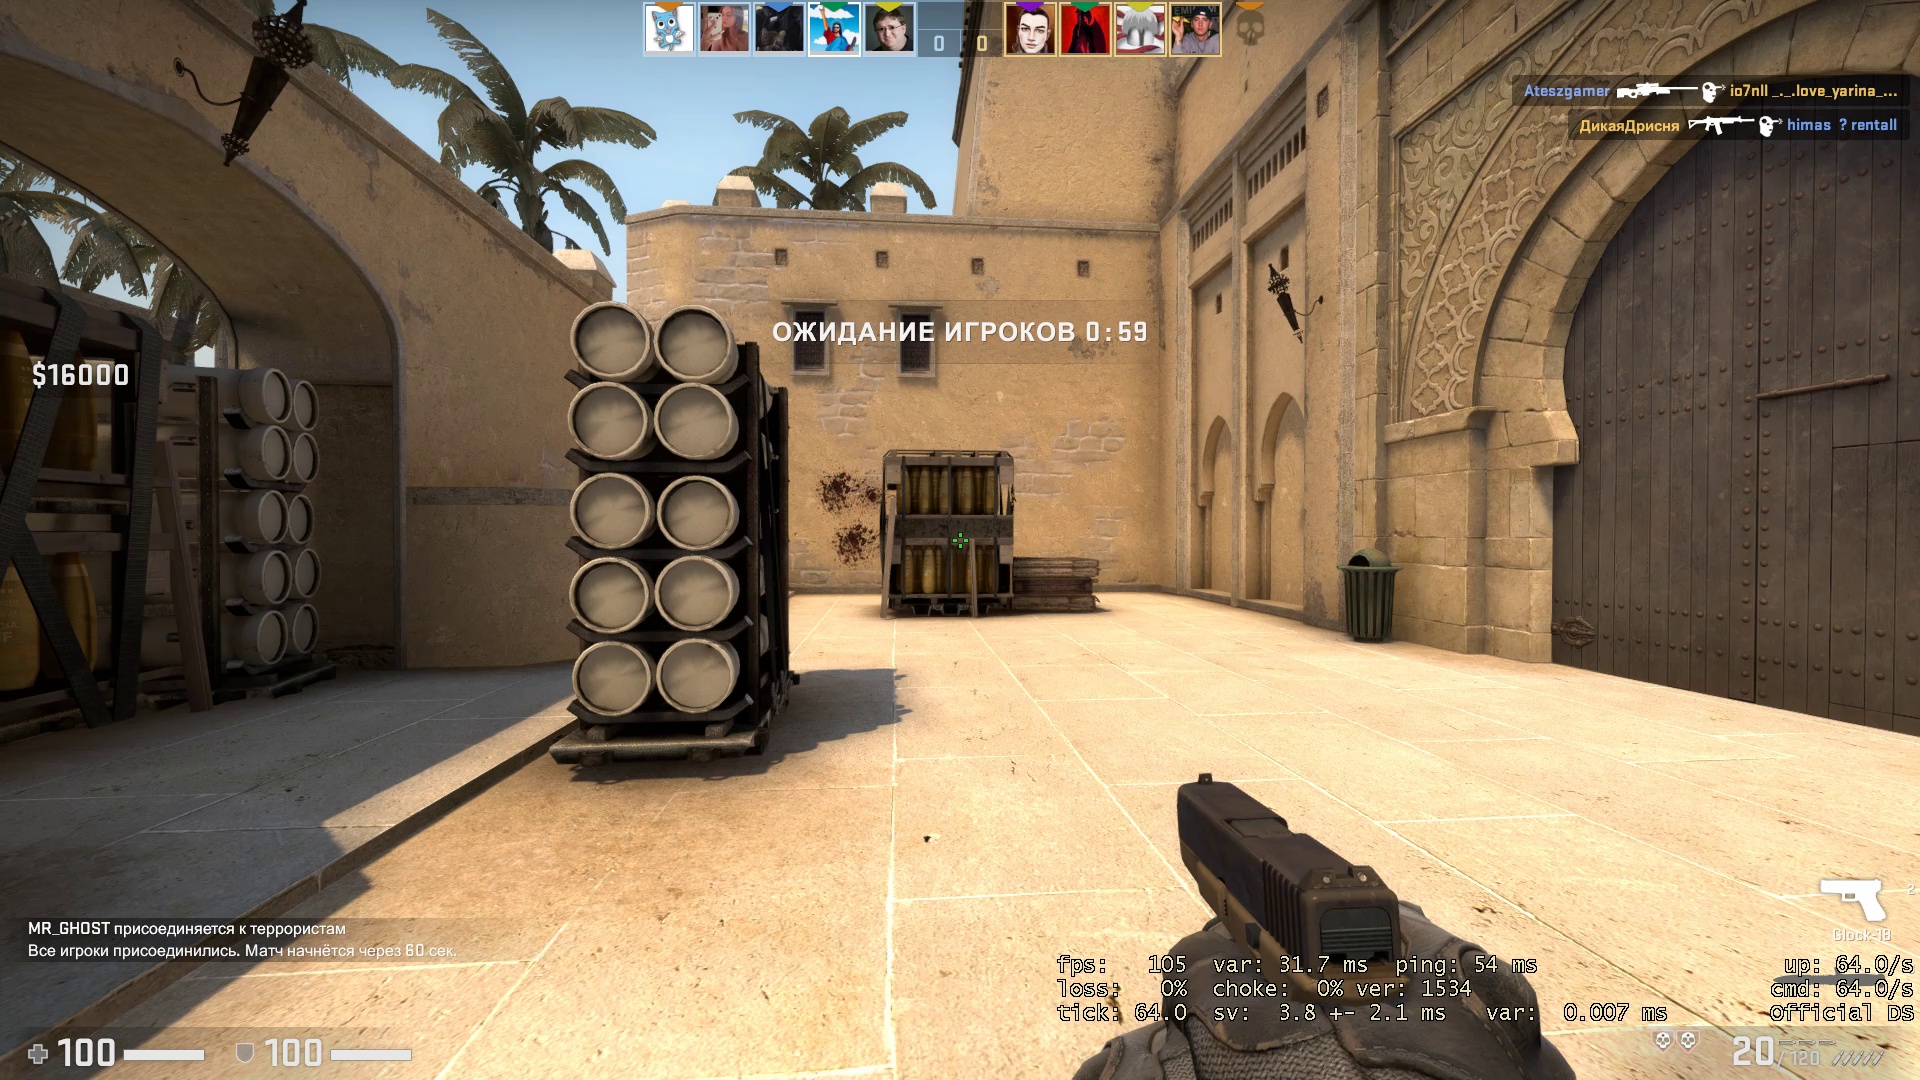 0 0
Ateszgamer io7nll _._.love_yarina_...
ДикаяДрисня himas ? rentall
ОЖИДАНИЕ ИГРОКОВ 0:59
$16000
MR_GHOST присоединяется к террористам
Все игроки присоединились. Матч начнётся через 60 сек.
2
Glock-18
fps: 105 var: 31.7 ms ping: 54 ms up: 64.0/s
loss: 0% choke: 0% ver: 1534 cmd: 64.0/s
tick: 64.0 sv: 3.8 +- 2.1 ms var: 0.007 ms Official DS
100 100 20 / 120